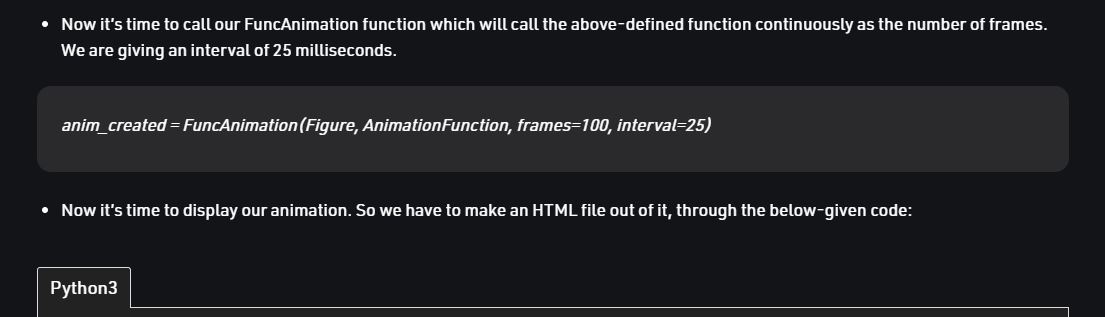 • Now it's time to call our FuncAnimation function which will call the above-defined function continuously as the number of frames.
We are giving an interval of 25 milliseconds.
anim_created = FuncAnimation(Figure, AnimationFunction, frames=100, interval=25)
• Now it's time to display our animation. So we have to make an HTML file out of it, through the below-given code:
Python3